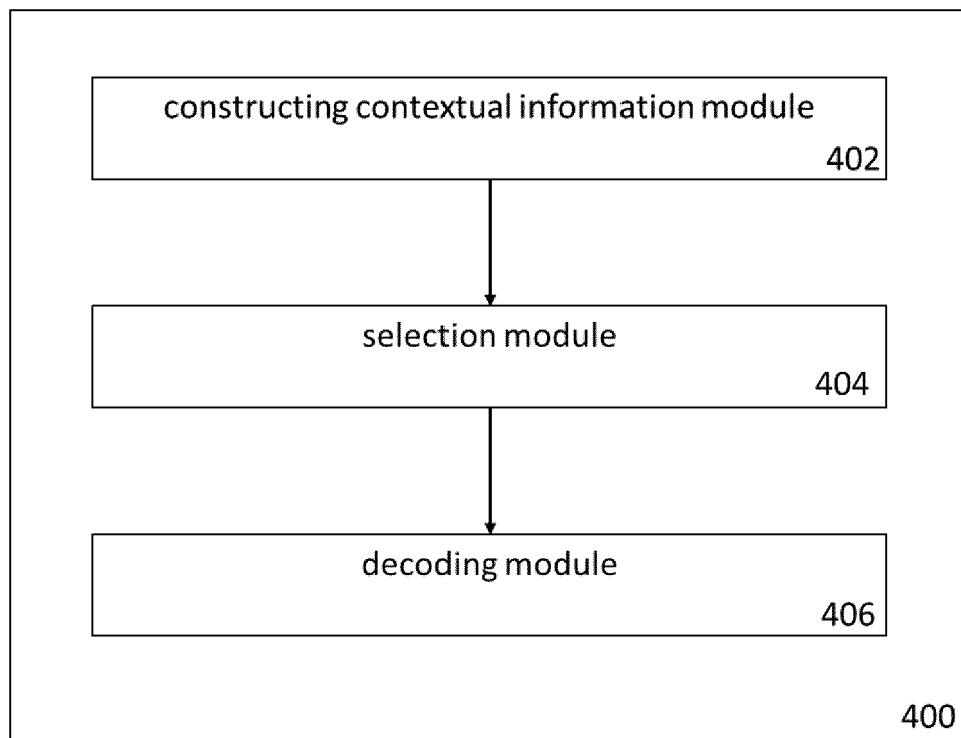 constructing contextual information module
402
selection module
404
decoding module
406
400